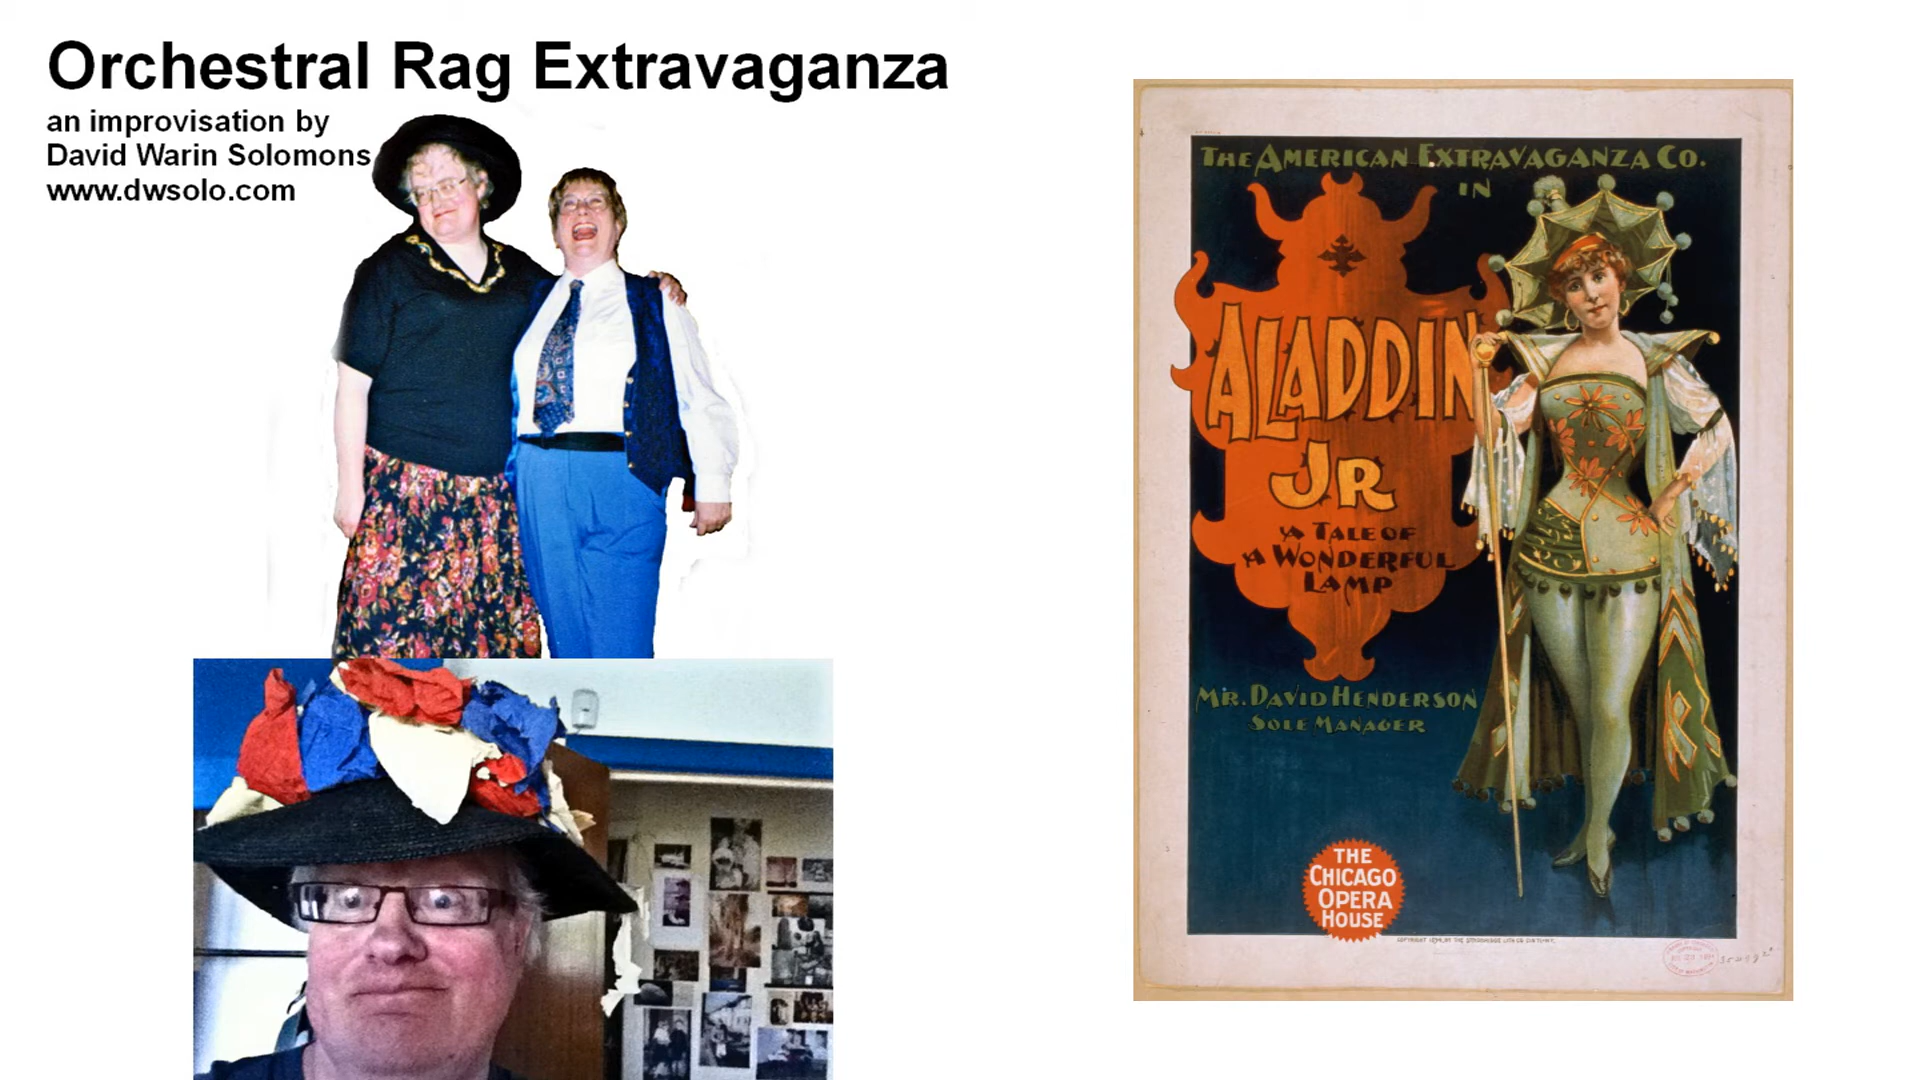 Orchestral Rag Extravaganza
an improvisation by
David Warin Solomons
www.dwsolo.com
THE AMERICAN EXTRAVAGANZA CO.
IN
ALADDIN
JR
A TALE OF
A WONDERFUL
LAMP
MR. DAVID HENDERSON
SOLE MANAGER
THE
CHICAGO
OPERA
HOUSE